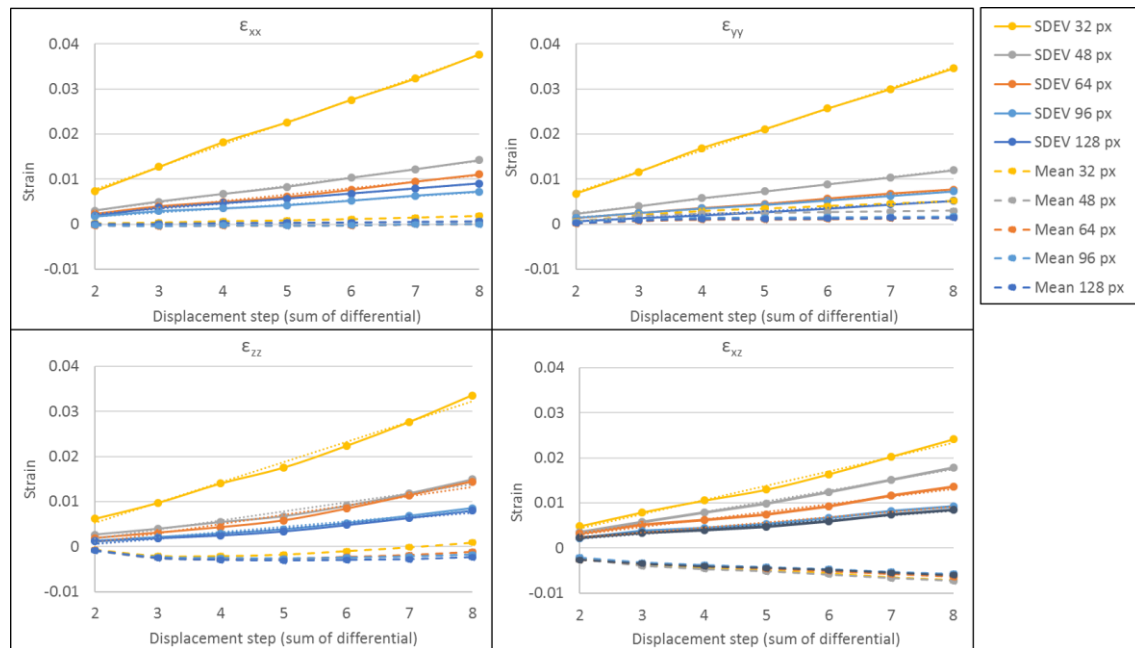 εxx
0.04
0.03
0.02
0.01
0
-0.01
Strain
2 3 4 5 6 7 8
Displacement step (sum of differential)
εyy
0.04
0.03
0.02
0.01
0
-0.01
Strain
2 3 4 5 6 7 8
Displacement step (sum of differential)
SDEV 32 px
SDEV 48 px
SDEV 64 px
SDEV 96 px
SDEV 128 px
Mean 32 px
Mean 48 px
Mean 64 px
Mean 96 px
Mean 128 px
εzz
0.04
0.03
0.02
0.01
0
-0.01
Strain
2 3 4 5 6 7 8
Displacement step (sum of differential)
εxz
0.04
0.03
0.02
0.01
0
-0.01
Strain
2 3 4 5 6 7 8
Displacement step (sum of differential)